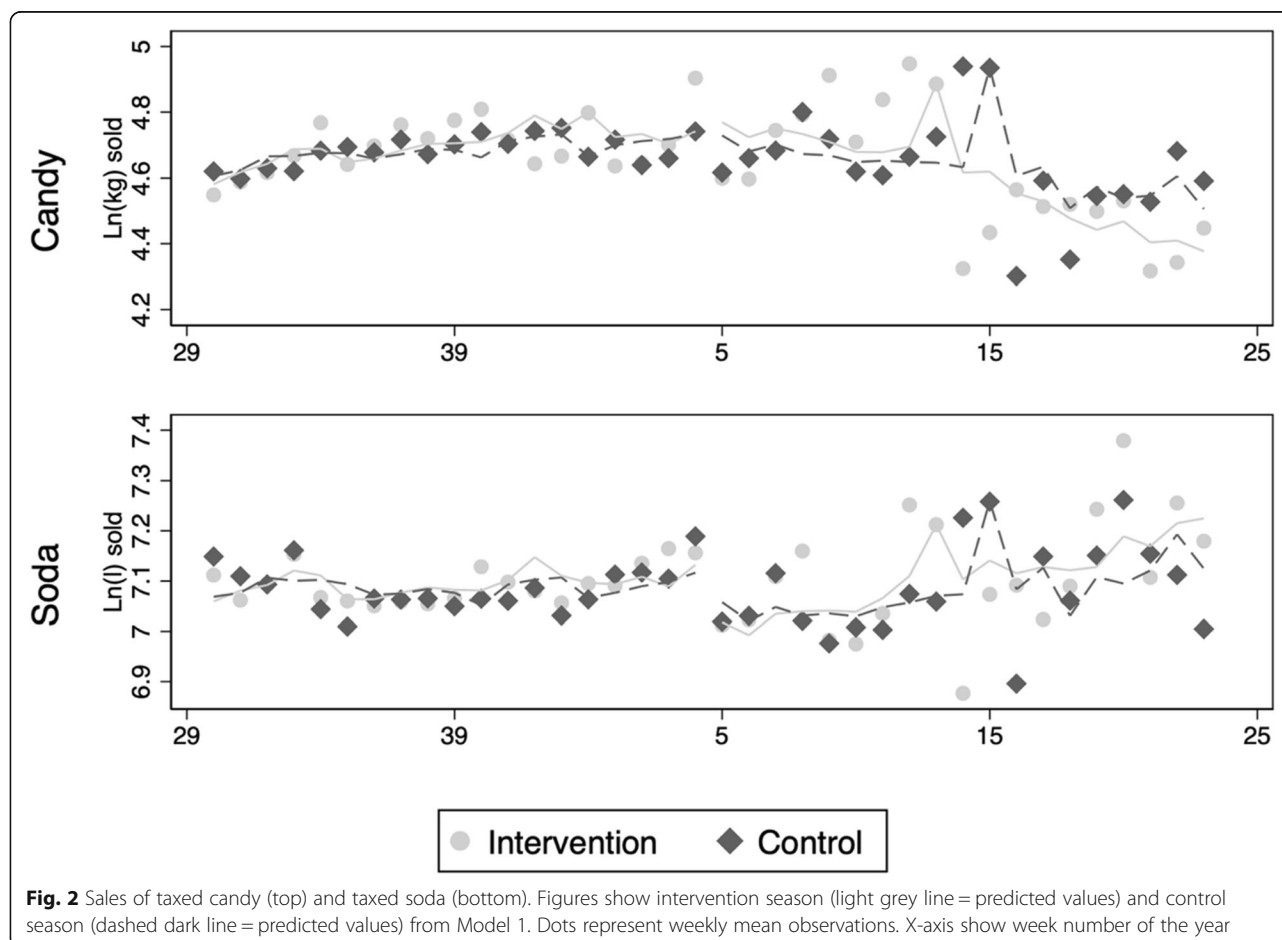 Candy
Ln(kg) sold
5
4.8
4.6
4.4
4.2
29 39 5 15 25
Soda
Ln(l) sold
7.4
7.3
7.2
7.1
7
6.9
29 39 5 15 25
Intervention Control
Fig. 2 Sales of taxed candy (top) and taxed soda (bottom). Figures show intervention season (light grey line = predicted values) and control
season (dashed dark line = predicted values) from Model 1. Dots represent weekly mean observations. X-axis show week number of the year